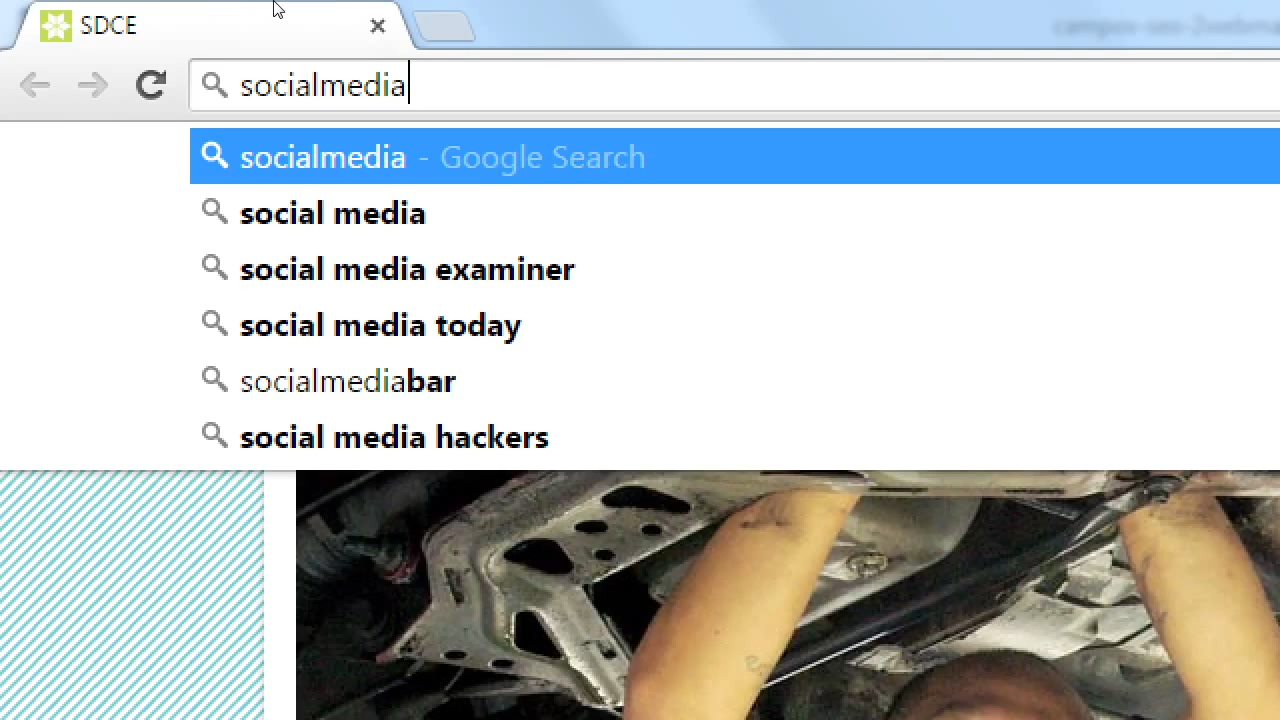 SDCE
socialmedia
socialmedia - Google Search
social media
social media examiner
social media today
socialmediabar
social media hackers